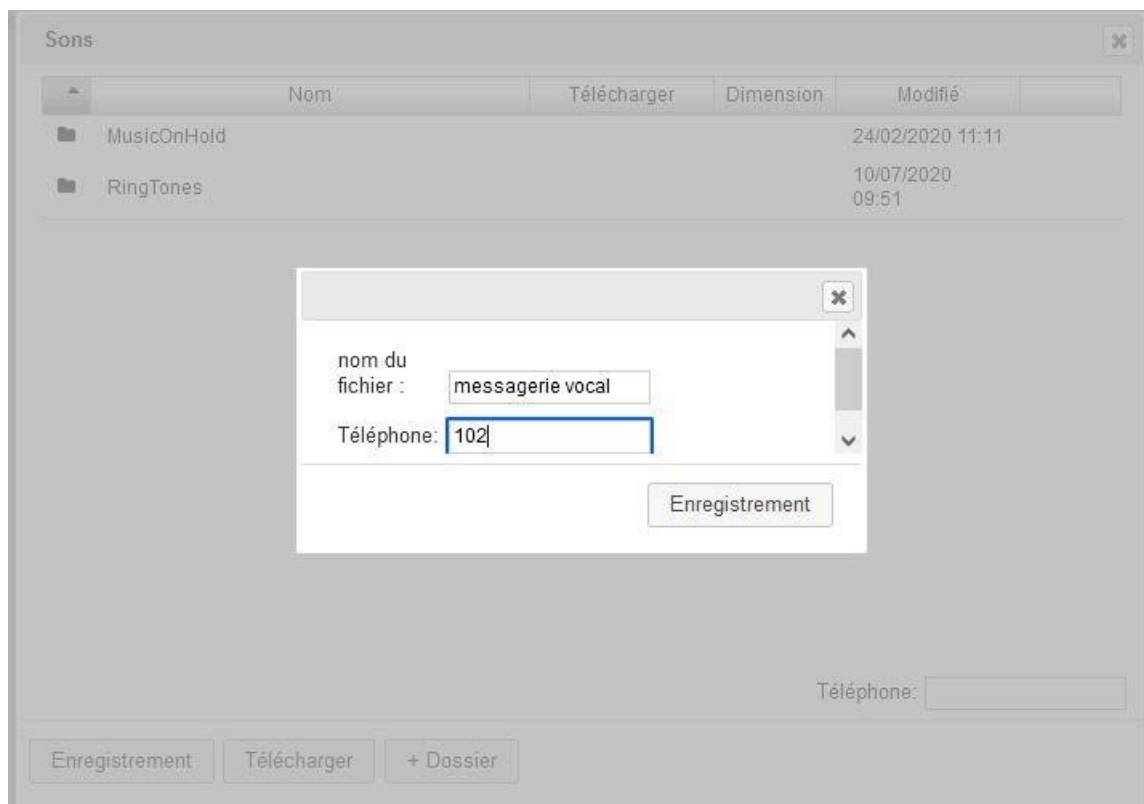 Sons
Nom Télécharger Dimension Modifié
MusicOnHold 24/02/2020 11:11
RingTones 10/07/2020
09:51
nom du
fichier : messagerie vocal
Téléphone: 102
Enregistrement
Téléphone:
Enregistrement Télécharger + Dossier